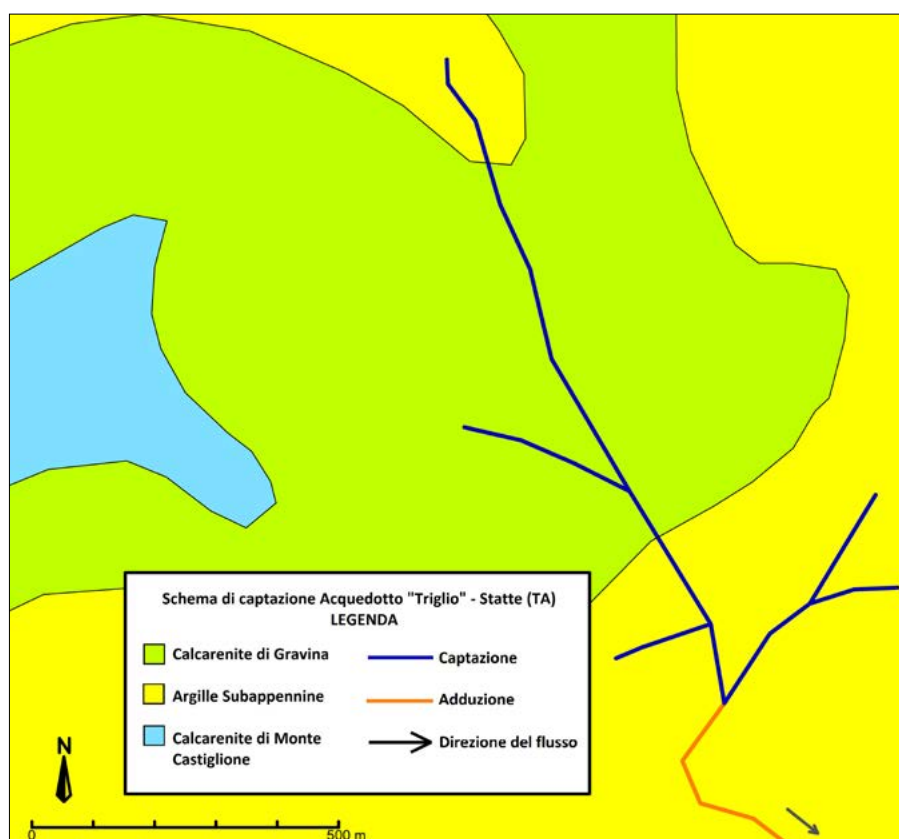 Schema di captazione Acquedotto "Triglio" - Statte (TA)
LEGENDA
Calcarenite di Gravina
Captazione
Argille Subappennine
Adduzione
Calcarenite di Monte
Castiglione
Direzione del flusso
N
0
500 m